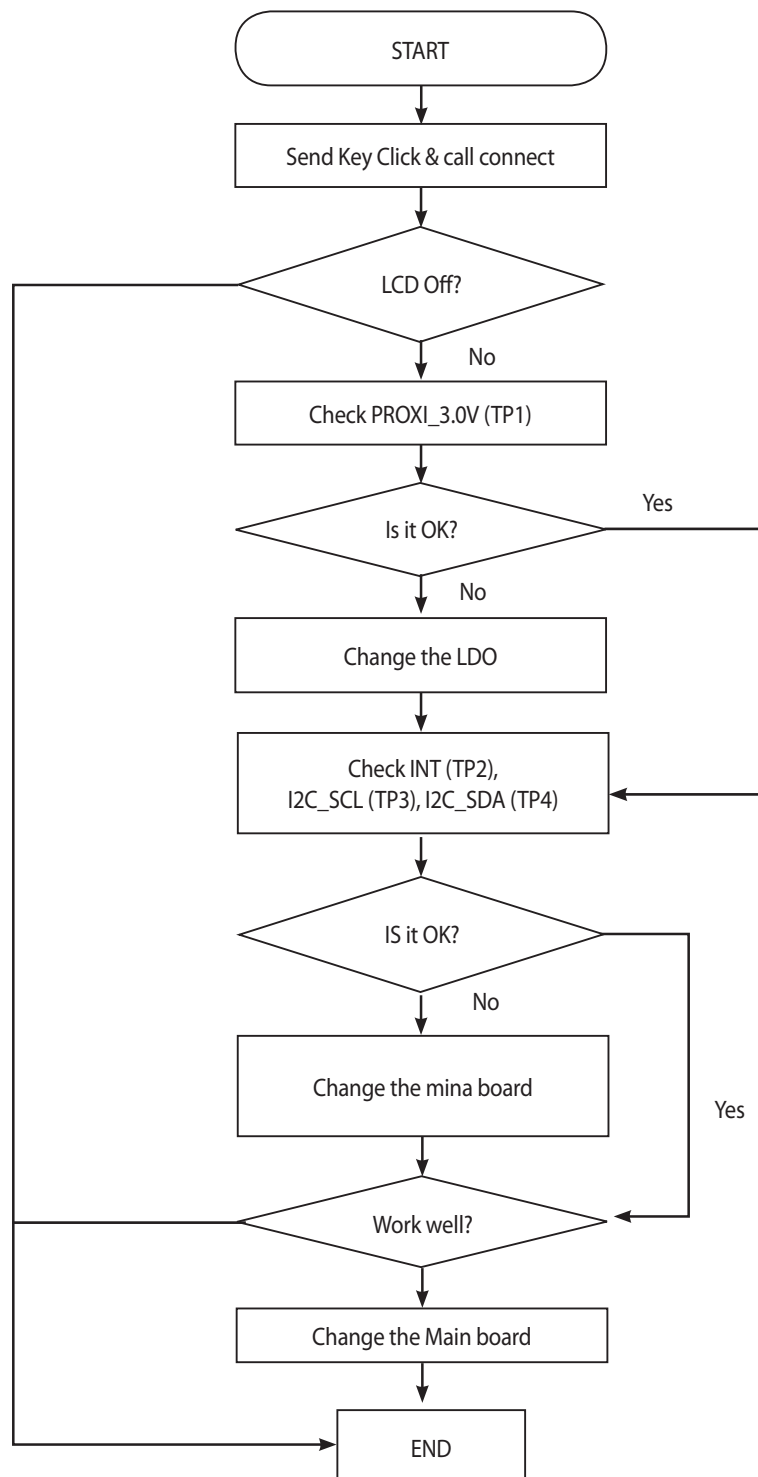 START
Send Key Click & call connect
LCD Off?
No
Check PROXI_3.0V (TP1)
Yes
Is it OK?
No
Change the LDO
Check INT (TP2),
I2C_SCL (TP3), I2C_SDA (TP4)
IS it OK?
No
Change the mina board
Yes
Work well?
Change the Main board
END